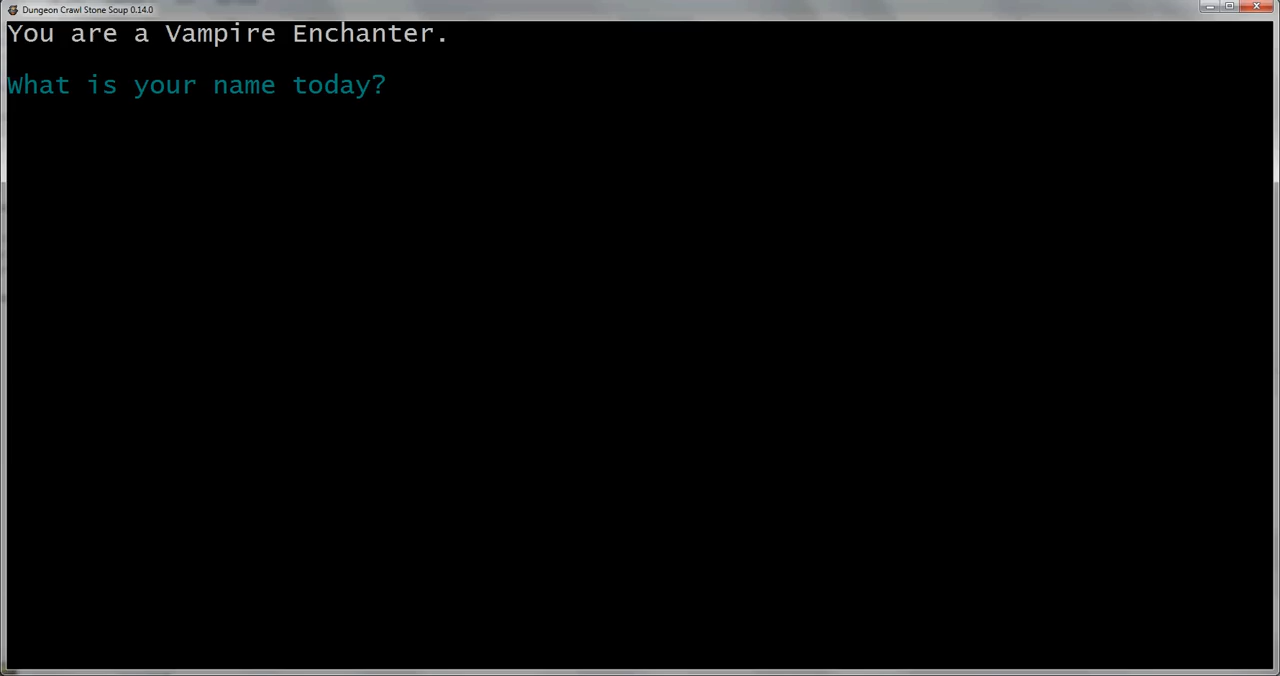 Dungeon Crawl Stone Soup 0.14.0
You are a Vampire Enchanter.
What is your name today?